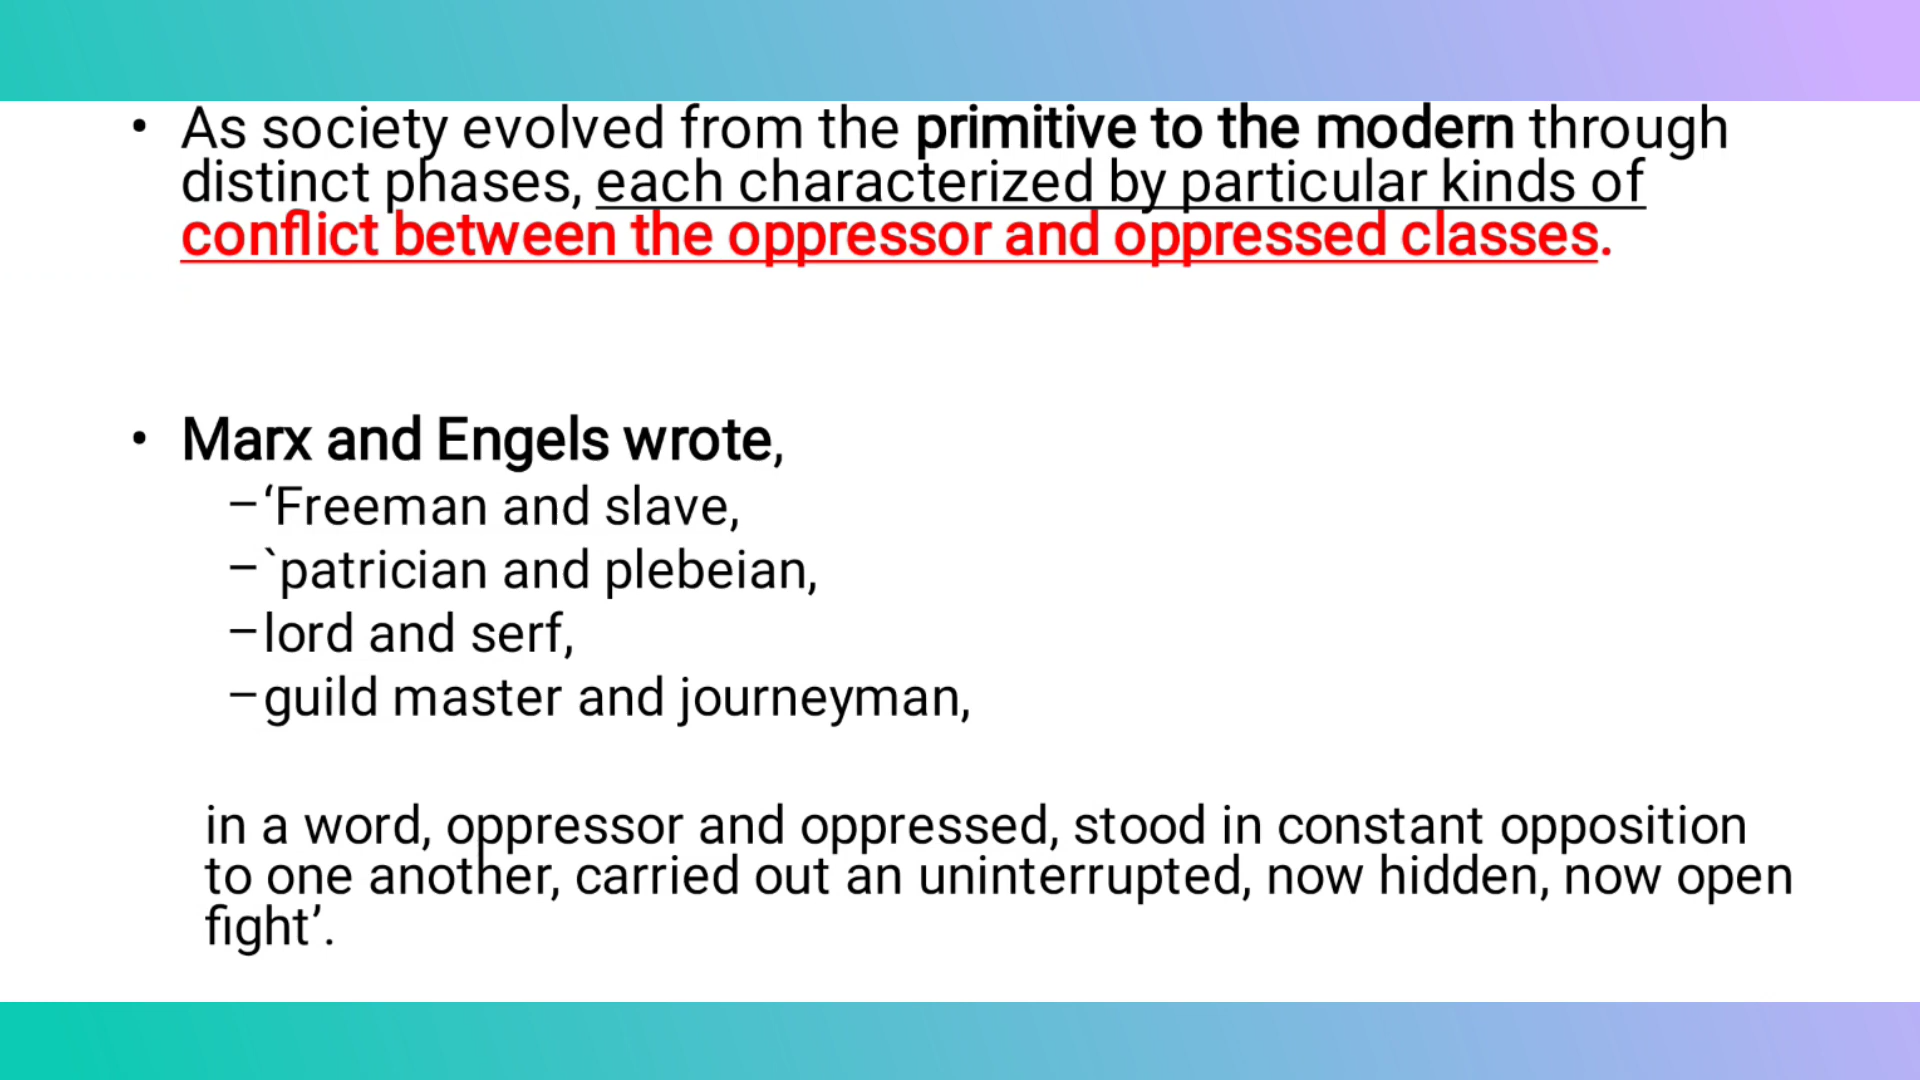 • As society evolved from the primitive to the modern through
distinct phases, each characterized by particular kinds of
conflict between the oppressor and oppressed classes.
• Marx and Engels wrote,
–‘Freeman and slave,
–`patrician and plebeian,
–lord and serf,
–guild master and journeyman,
in a word, oppressor and oppressed, stood in constant opposition
to one another, carried out an uninterrupted, now hidden, now open
fight’.